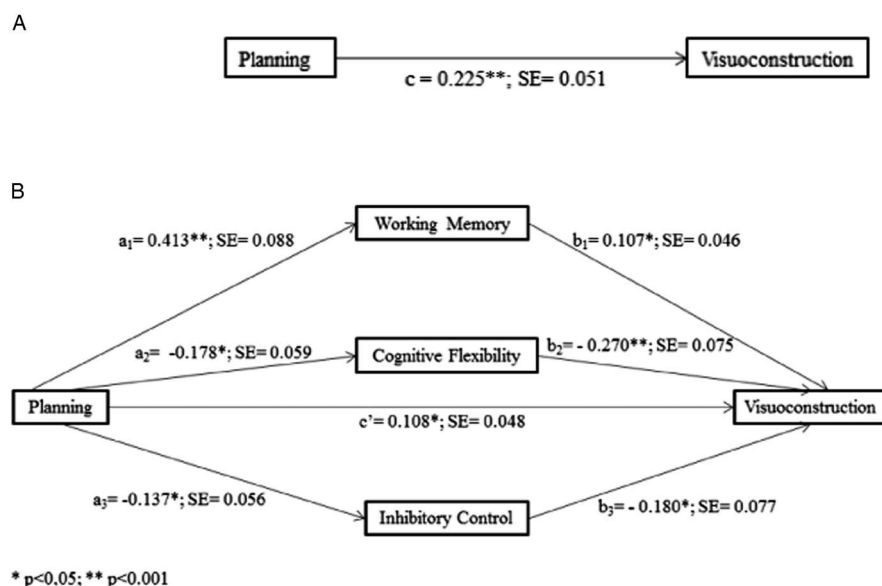 A
Planning
Visuoconstruction
c = 0.225**; SE= 0.051
B
Working Memory
a₁= 0.413**; SE= 0.088
b₁= 0.107*; SE= 0.046
a₂= -0.178*; SE= 0.059
Cognitive Flexibility
b₂= - 0.270**; SE= 0.075
Planning
Visuoconstruction
c’= 0.108*; SE= 0.048
a₃= -0.137*; SE= 0.056
Inhibitory Control
b₃= - 0.180*; SE= 0.077
* p<0,05; ** p<0.001